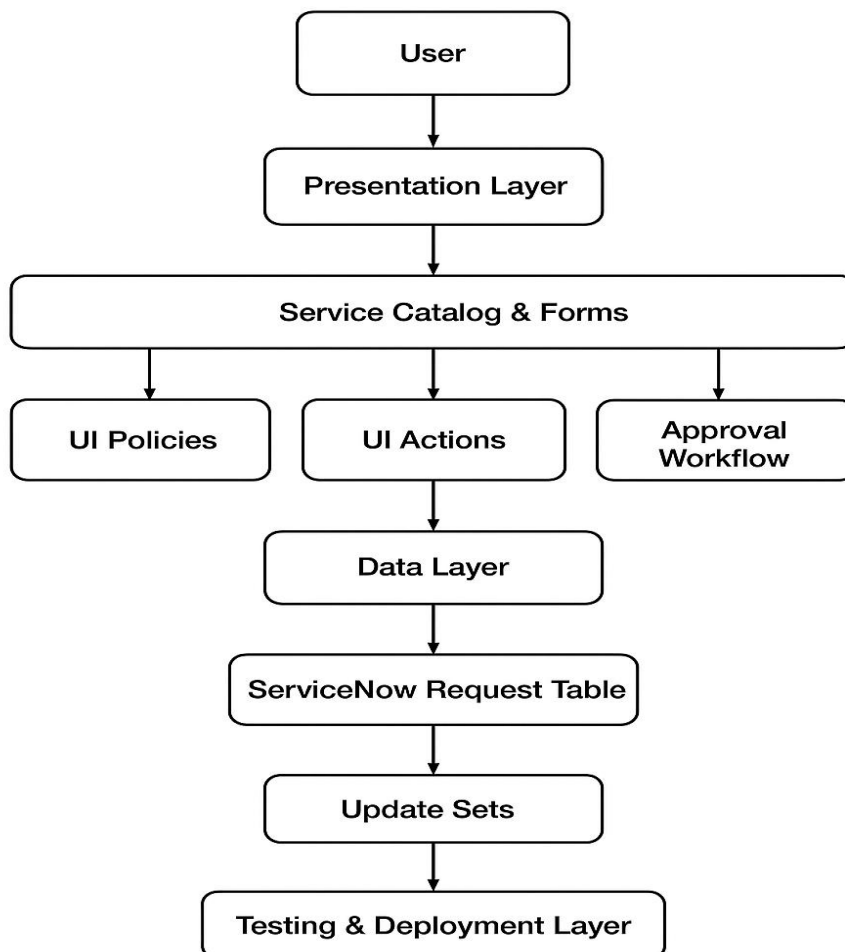 User
Presentation Layer
Service Catalog & Forms
UI Policies
UI Actions
Approval
Workflow
Data Layer
ServiceNow Request Table
Update Sets
Testing & Deployment Layer